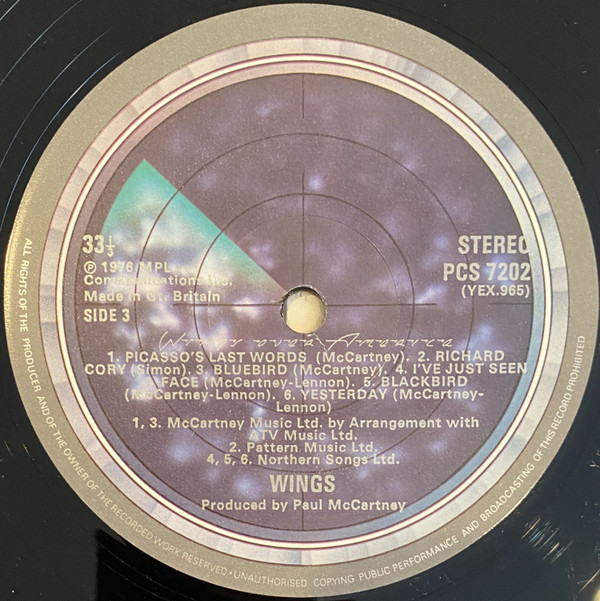 33⅓
℗ 1976 MPL
Communications Inc.
Made in Gt. Britain
SIDE 3
STEREO
PCS 7202
(YEX.965)
Wings over America
1. PICASSO'S LAST WORDS (McCartney). 2. RICHARD
CORY (Simon). 3. BLUEBIRD (McCartney). 4. I'VE JUST SEEN
FACE (McCartney-Lennon). 5. BLACKBIRD
(McCartney-Lennon). 6. YESTERDAY (McCartney-
Lennon)
1, 3. McCartney Music Ltd. by Arrangement with
ATV Music Ltd.
2. Pattern Music Ltd.
4, 5, 6. Northern Songs Ltd.
WINGS
Produced by Paul McCartney
ALL RIGHTS OF THE PRODUCER AND OF THE OWNER OF THE RECORDED WORK RESERVED • UNAUTHORISED COPYING PUBLIC PERFORMANCE AND BROADCASTING OF THIS RECORD PROHIBITED